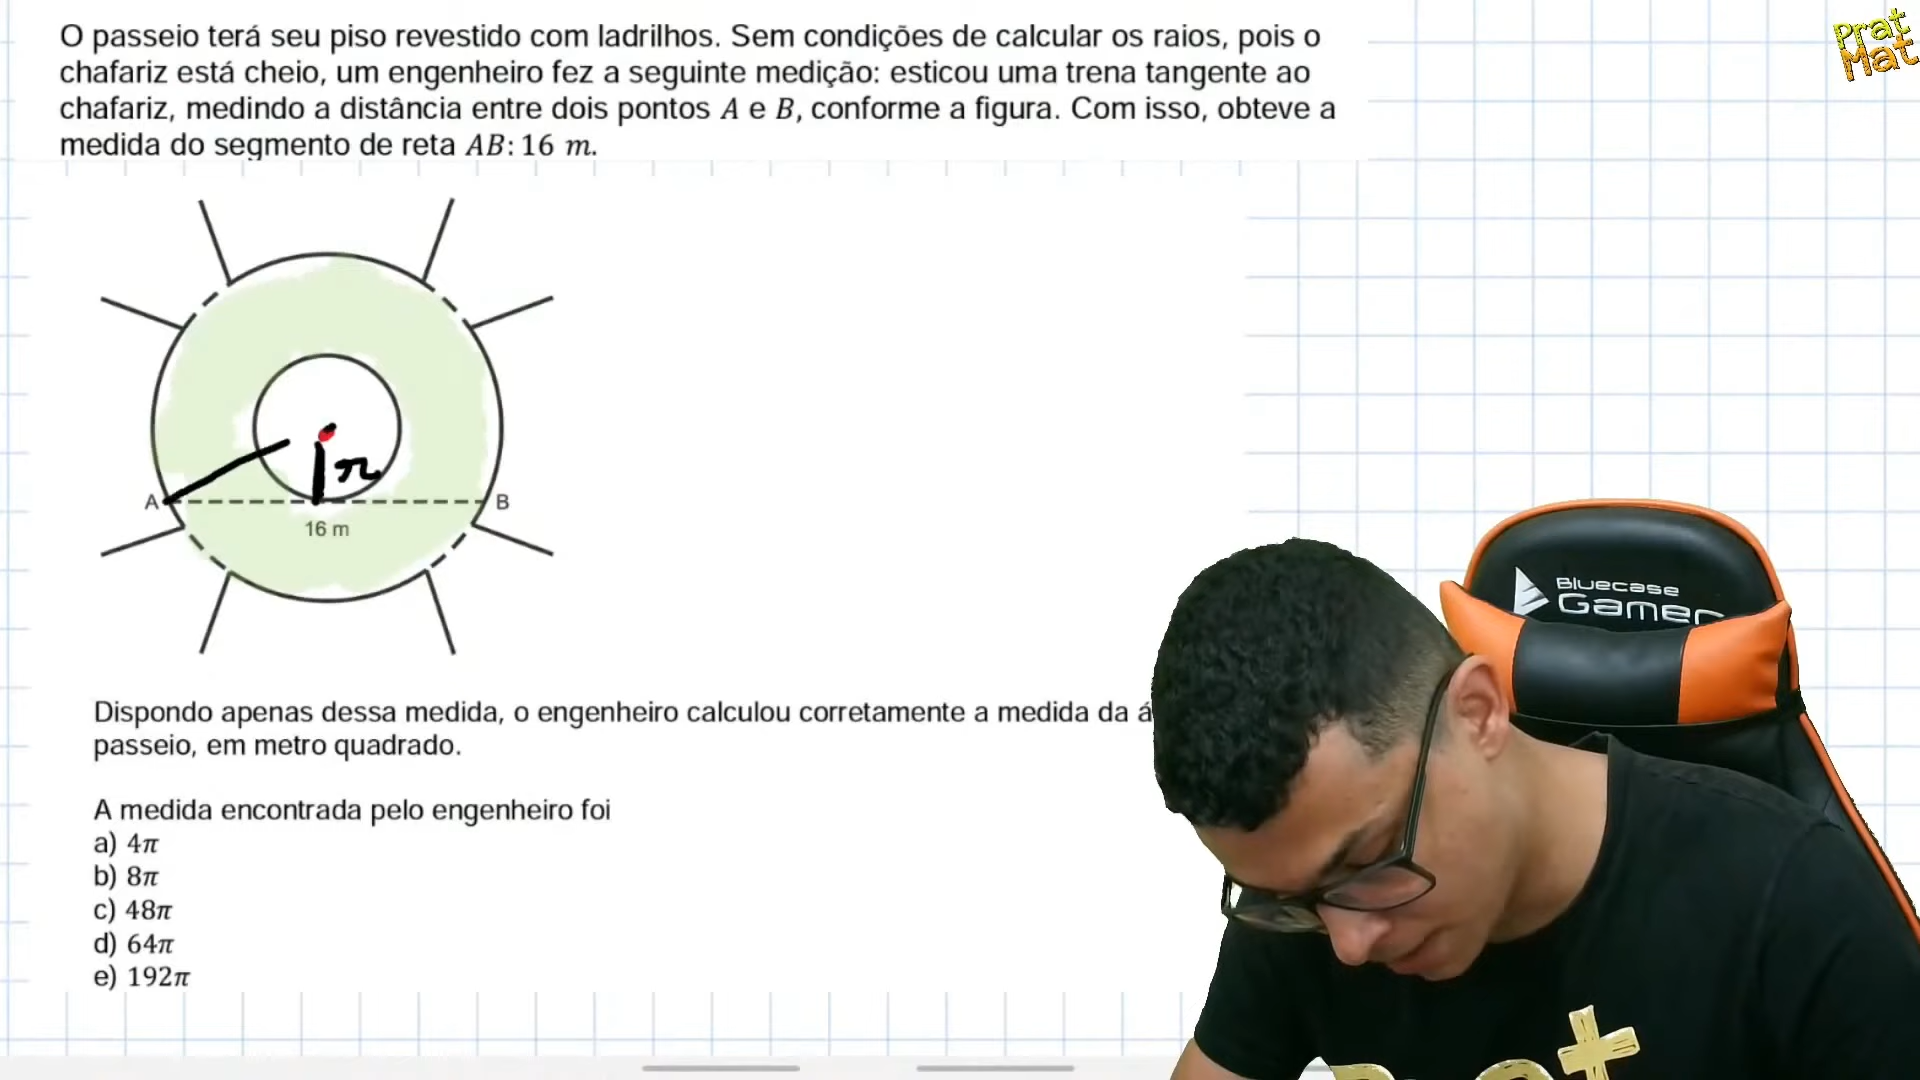 O passeio terá seu piso revestido com ladrilhos. Sem condições de calcular os raios, pois o
chafariz está cheio, um engenheiro fez a seguinte medição: esticou uma trena tangente ao
chafariz, medindo a distância entre dois pontos A e B, conforme a figura. Com isso, obteve a
medida do segmento de reta AB: 16 m.
Prat
Mat
r
A
B
16 m
Bluecase
Gamer
Dispondo apenas dessa medida, o engenheiro calculou corretamente a medida da
passeio, em metro quadrado.
A medida encontrada pelo engenheiro foi
a) 4π
b) 8π
c) 48π
d) 64π
e) 192π